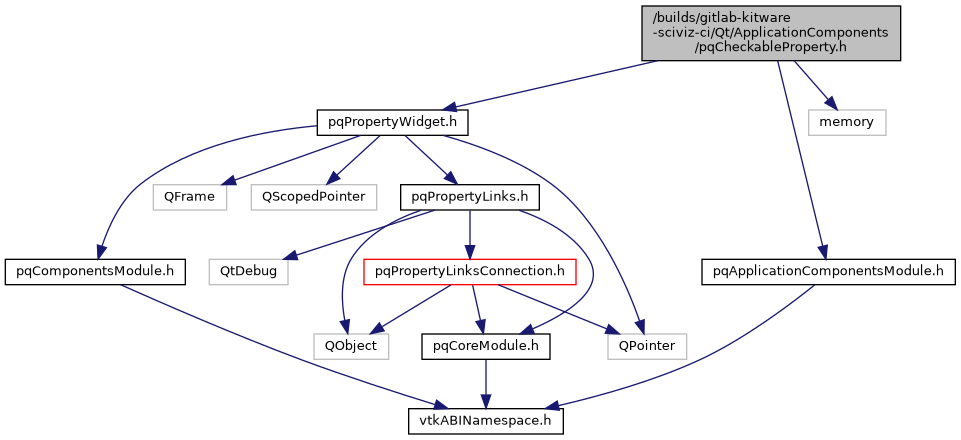 /builds/gitlab-kitware
-sciviz-ci/Qt/ApplicationComponents
/pqCheckableProperty.h
pqPropertyWidget.h
memory
QFrame
QScopedPointer
pqPropertyLinks.h
pqComponentsModule.h
QtDebug
pqPropertyLinksConnection.h
pqApplicationComponentsModule.h
QObject
pqCoreModule.h
QPointer
vtkABINamespace.h